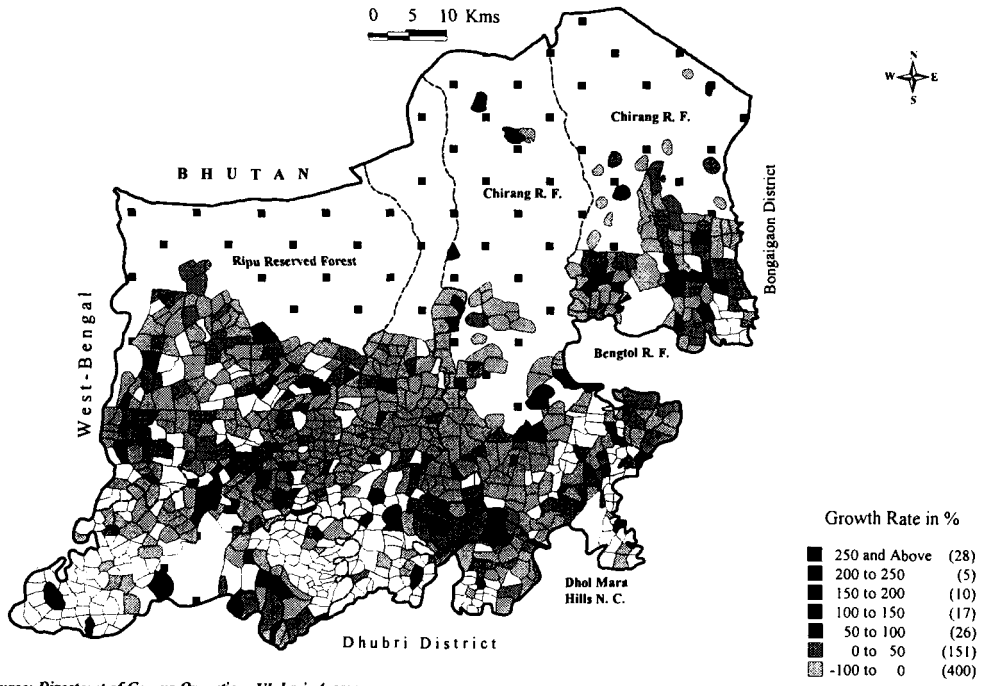 0 5 10 Kms
N
W E
S
Chirang R. F.
BHUTAN
Chirang R. F.
Ripu Reserved Forest
Bongaigaon District
West-Bengal
Bengtol R. F.
Growth Rate in %
250 and Above (28)
200 to 250 (5)
150 to 200 (10)
100 to 150 (17)
50 to 100 (26)
0 to 50 (151)
-100 to 0 (400)
Dhol Mara
Hills N. C.
Dhubri District